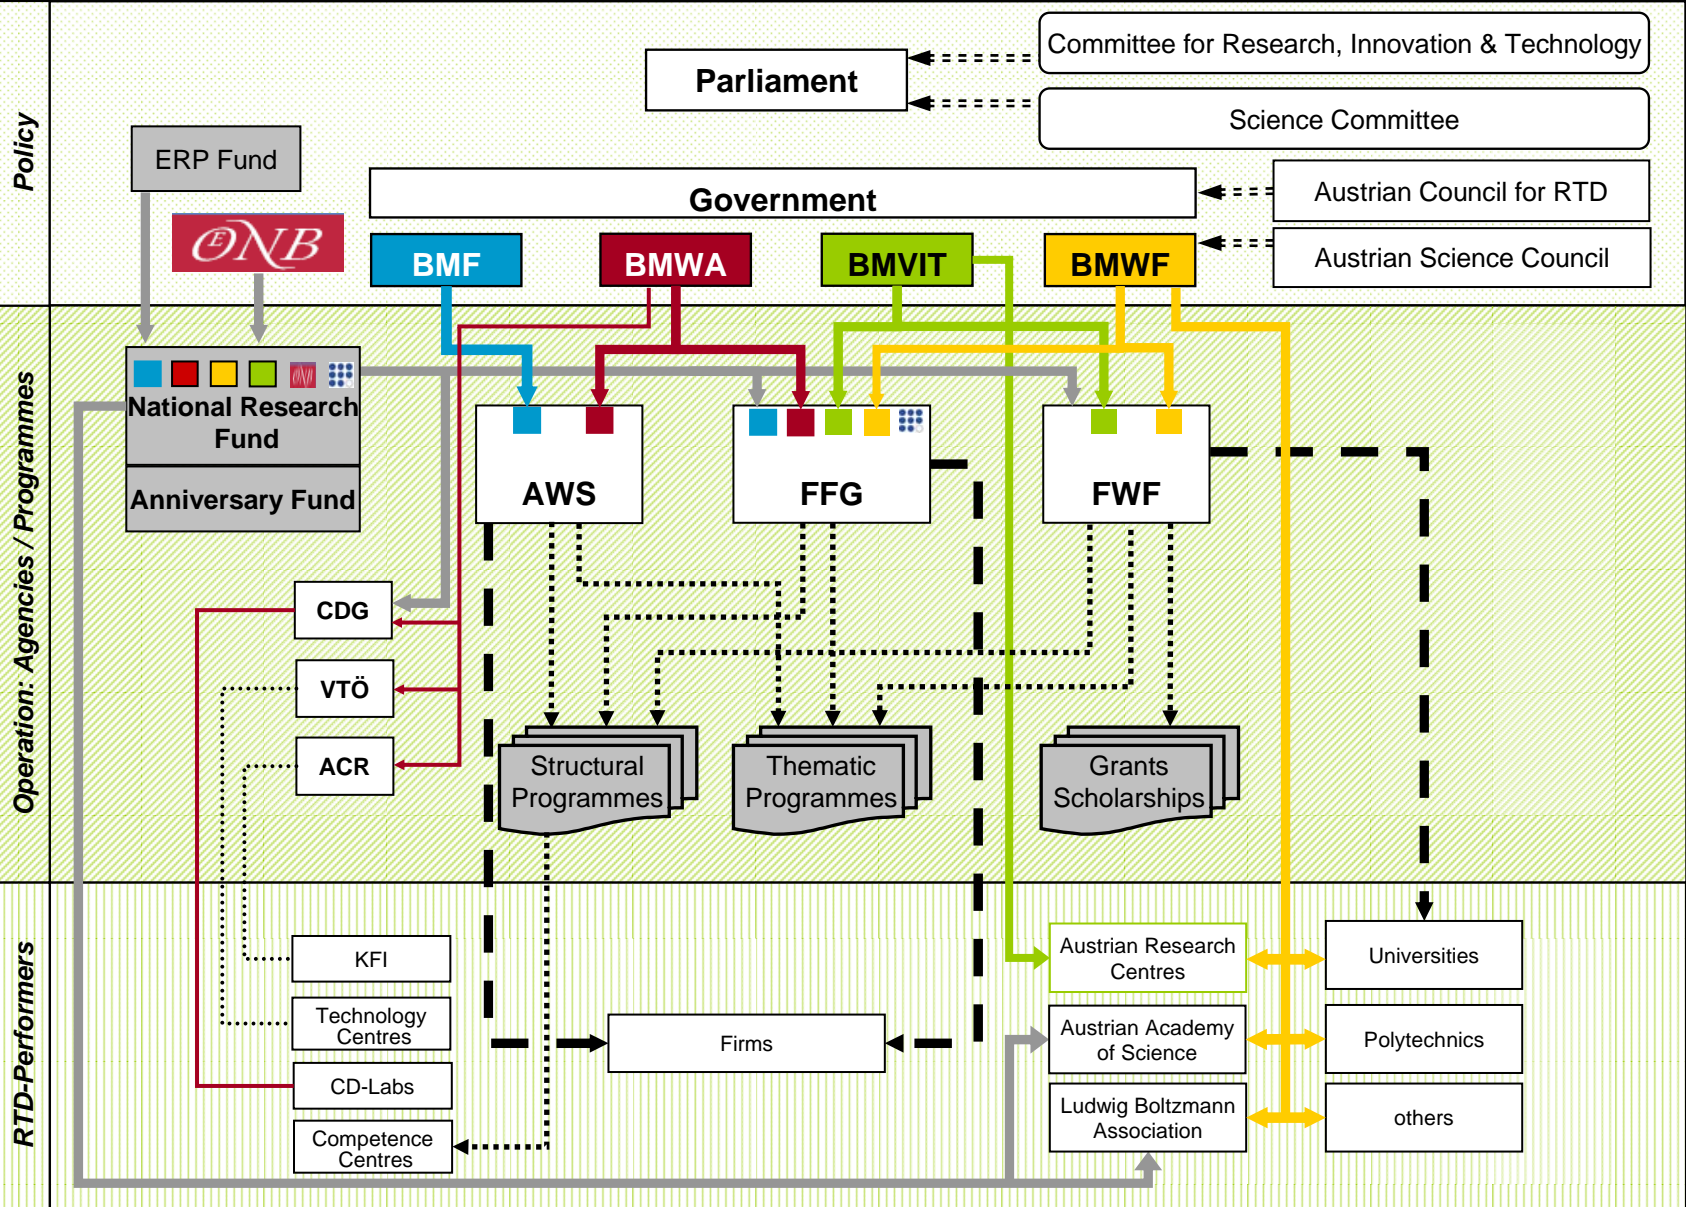 Policy
Committee for Research, Innovation & Technology
Parliament
Science Committee
ERP Fund
Austrian Council for RTD
Government
OeNB
BMF
BMWA
BMVIT
BMWF
Austrian Science Council
Operation: Agencies / Programmes
ONB
National Research
Fund
Anniversary Fund
AWS
FFG
FWF
CDG
VTÖ
ACR
Structural
Programmes
Thematic
Programmes
Grants
Scholarships
RTD-Performers
KFI
Technology
Centres
CD-Labs
Competence
Centres
Firms
Austrian Research
Centres
Austrian Academy
of Science
Ludwig Boltzmann
Association
Universities
Polytechnics
others